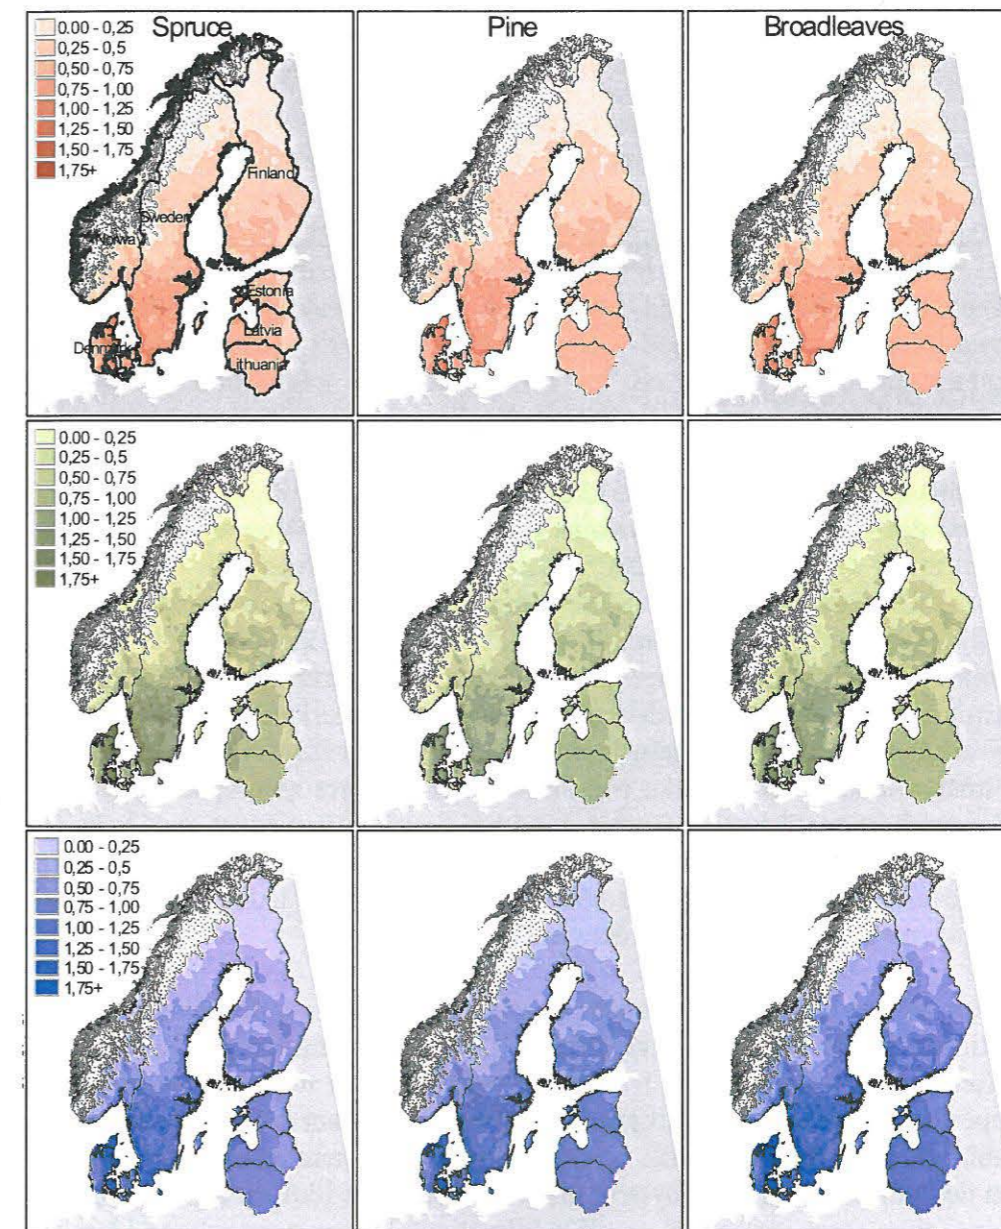 Spruce
Pine
Broadleaves
0.00 - 0,25
0,25 - 0,5
0,50 - 0,75
0,75 - 1,00
1,00 - 1,25
1,25 - 1,50
1,50 - 1,75
1,75+
Finland
Sweden
Norway
Estonia
Latvia
Denmark
Lithuania
0.00 - 0,25
0,25 - 0,5
0,50 - 0,75
0,75 - 1,00
1,00 - 1,25
1,25 - 1,50
1,50 - 1,75
1,75+
0.00 - 0,25
0,25 - 0,5
0,50 - 0,75
0,75 - 1,00
1,00 - 1,25
1,25 - 1,50
1,50 - 1,75
1,75+